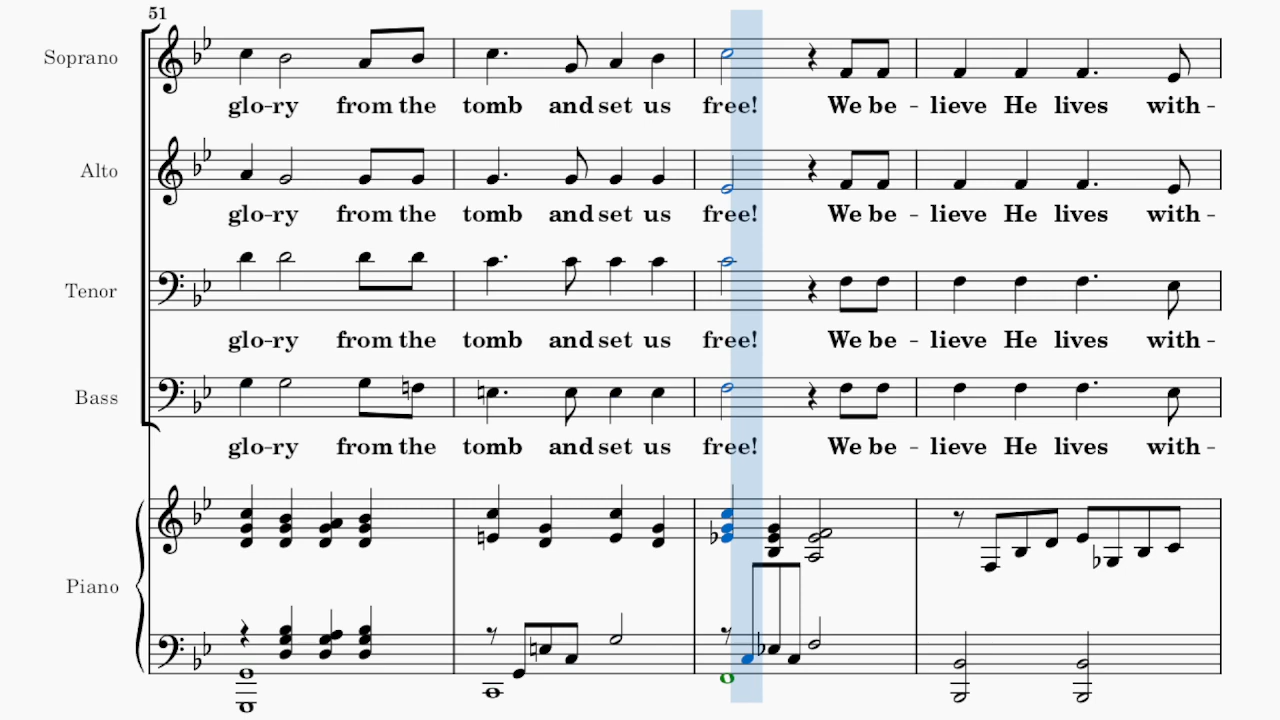 51
Soprano
glo-ry from the tomb and set us free! We be - lieve He lives with -
Alto
glo-ry from the tomb and set us free! We be - lieve He lives with -
Tenor
glo-ry from the tomb and set us free! We be - lieve He lives with -
Bass
glo-ry from the tomb and set us free! We be - lieve He lives with -
Piano